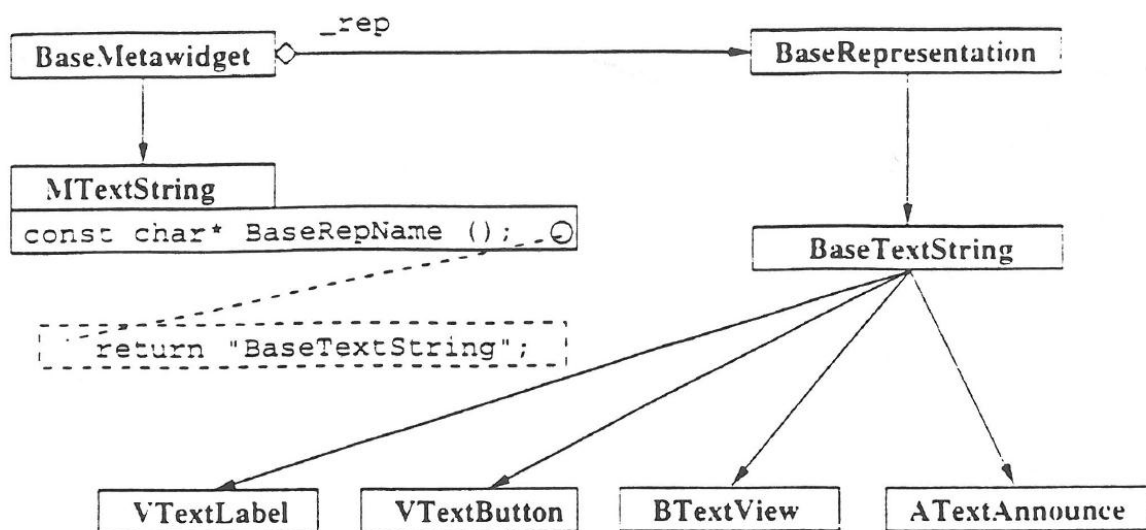 _rep
BaseMetawidget
BaseRepresentation
MTextString
const char* BaseRepName ();
BaseTextString
return "BaseTextString";
VTextLabel
VTextButton
BTextView
ATextAnnounce